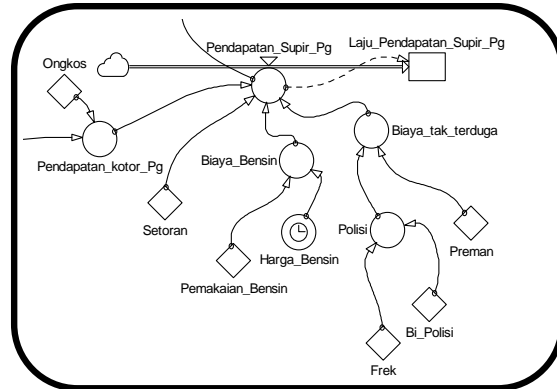 Pendapatan_Supir_Pg
Laju_Pendapatan_Supir_Pg
Ongkos
Pendapatan_kotor_Pg
Biaya_Bensin
Biaya_tak_terduga
Setoran
Harga_Bensin
Polisi
Preman
Pemakaian_Bensin
Bi_Polisi
Frek